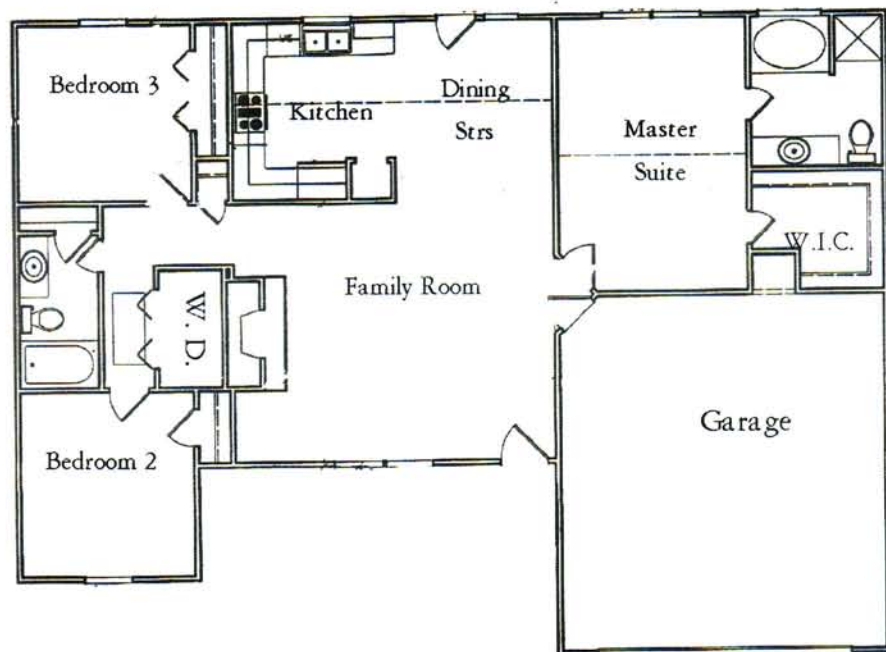 Bedroom 3
Kitchen
Dining
Strs
Master
Suite
W.I.C.
Family Room
W. D.
Garage
Bedroom 2